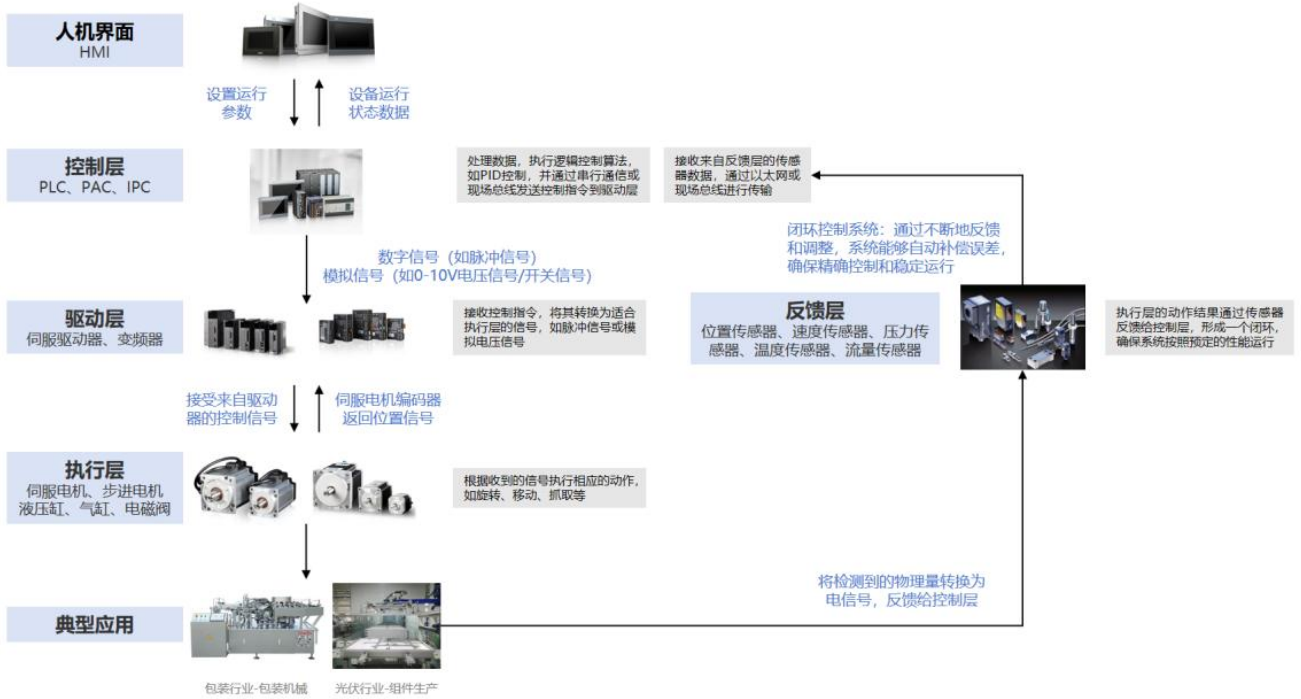 人机界面
HMI
设置运行
参数
设备运行
状态数据
控制层
PLC、PAC、IPC
处理数据，执行逻辑控制算法，
如PID控制，并通过串行通信或
现场总线发送控制指令到驱动层
接收来自反馈层的传感
器数据，通过以太网或
现场总线进行传输
数字信号（如脉冲信号）
模拟信号（如0-10V电压信号/开关信号）
闭环控制系统：通过不断地反馈
和调整，系统能够自动补偿误差，
确保精确控制和稳定运行
驱动层
伺服驱动器、变频器
接收控制指令，将其转换为适合
执行层的信号，如脉冲信号或模
拟电压信号
反馈层
位置传感器、速度传感器、压力传
感器、温度传感器、流量传感器
执行层的动作结果通过传感器
反馈给控制层，形成一个闭环，
确保系统按照预定的性能运行
接受来自驱动
器的控制信号
伺服电机编码器
返回位置信号
执行层
伺服电机、步进电机
液压缸、气缸、电磁阀
根据收到的信号执行相应的动作，
如旋转、移动、抓取等
将检测到的物理量转换为
电信号，反馈给控制层
典型应用
包装行业-包装机械
光伏行业-组件生产